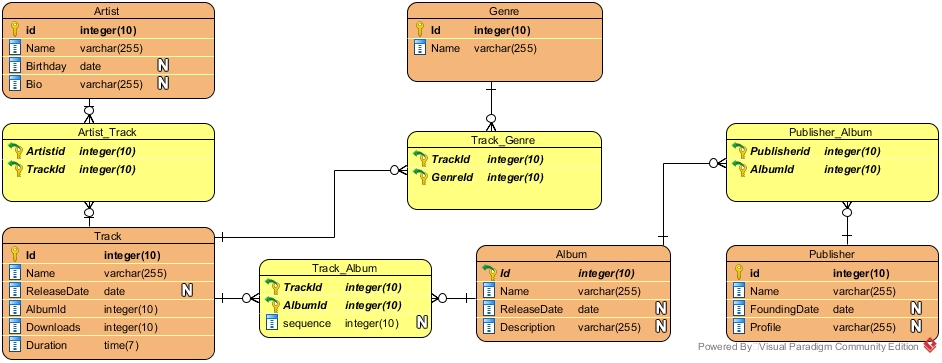 Artist
id integer(10)
Name varchar(255)
Birthday date N
Bio varchar(255) N
Genre
Id integer(10)
Name varchar(255)
Artist_Track
Artistid integer(10)
TrackId integer(10)
Track_Genre
TrackId integer(10)
GenreId integer(10)
Publisher_Album
PublisherId integer(10)
AlbumId integer(10)
Track
Id integer(10)
Name varchar(255)
ReleaseDate date N
AlbumId integer(10)
Downloads integer(10)
Duration time(7)
Track_Album
TrackId integer(10)
AlbumId integer(10)
sequence integer(10) N
Album
Id integer(10)
Name varchar(255)
ReleaseDate date N
Description varchar(255) N
Publisher
id integer(10)
Name varchar(255)
FoundingDate date N
Profile varchar(255) N
Powered By Visual Paradigm Community Edition